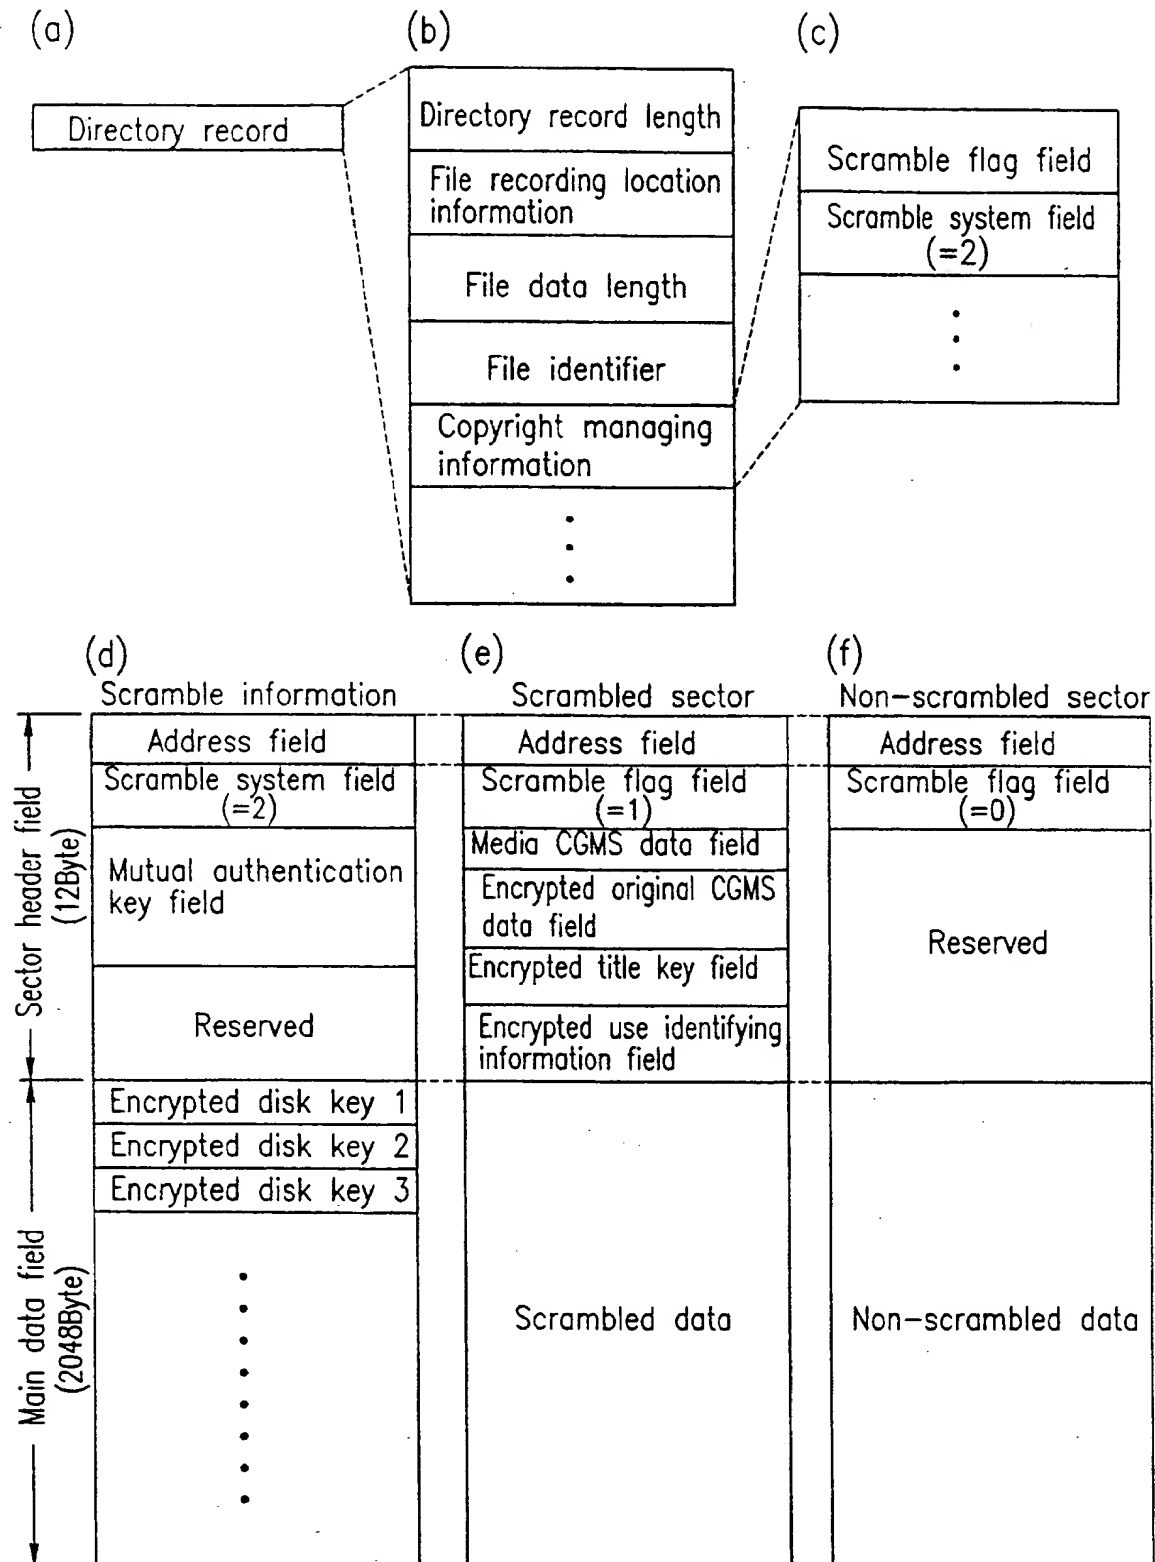 (a)
Directory record
(b)
Directory record length
File recording location
information
File data length
File identifier
Copyright managing
information
(c)
Scramble flag field
Scramble system field
(=2)
(d)
Scramble information
Address field
Scramble system field
(=2)
Mutual authentication
key field
Reserved
Encrypted disk key 1
Encrypted disk key 2
Encrypted disk key 3
(e)
Scrambled sector
Address field
Scramble flag field
(=1)
Media CGMS data field
Encrypted original CGMS
data field
Encrypted title key field
Encrypted use identifying
information field
Scrambled data
(f)
Non-scrambled sector
Address field
Scramble flag field
(=0)
Reserved
Non-scrambled data
Sector header field
(12Byte)
Main data field
(2048Byte)